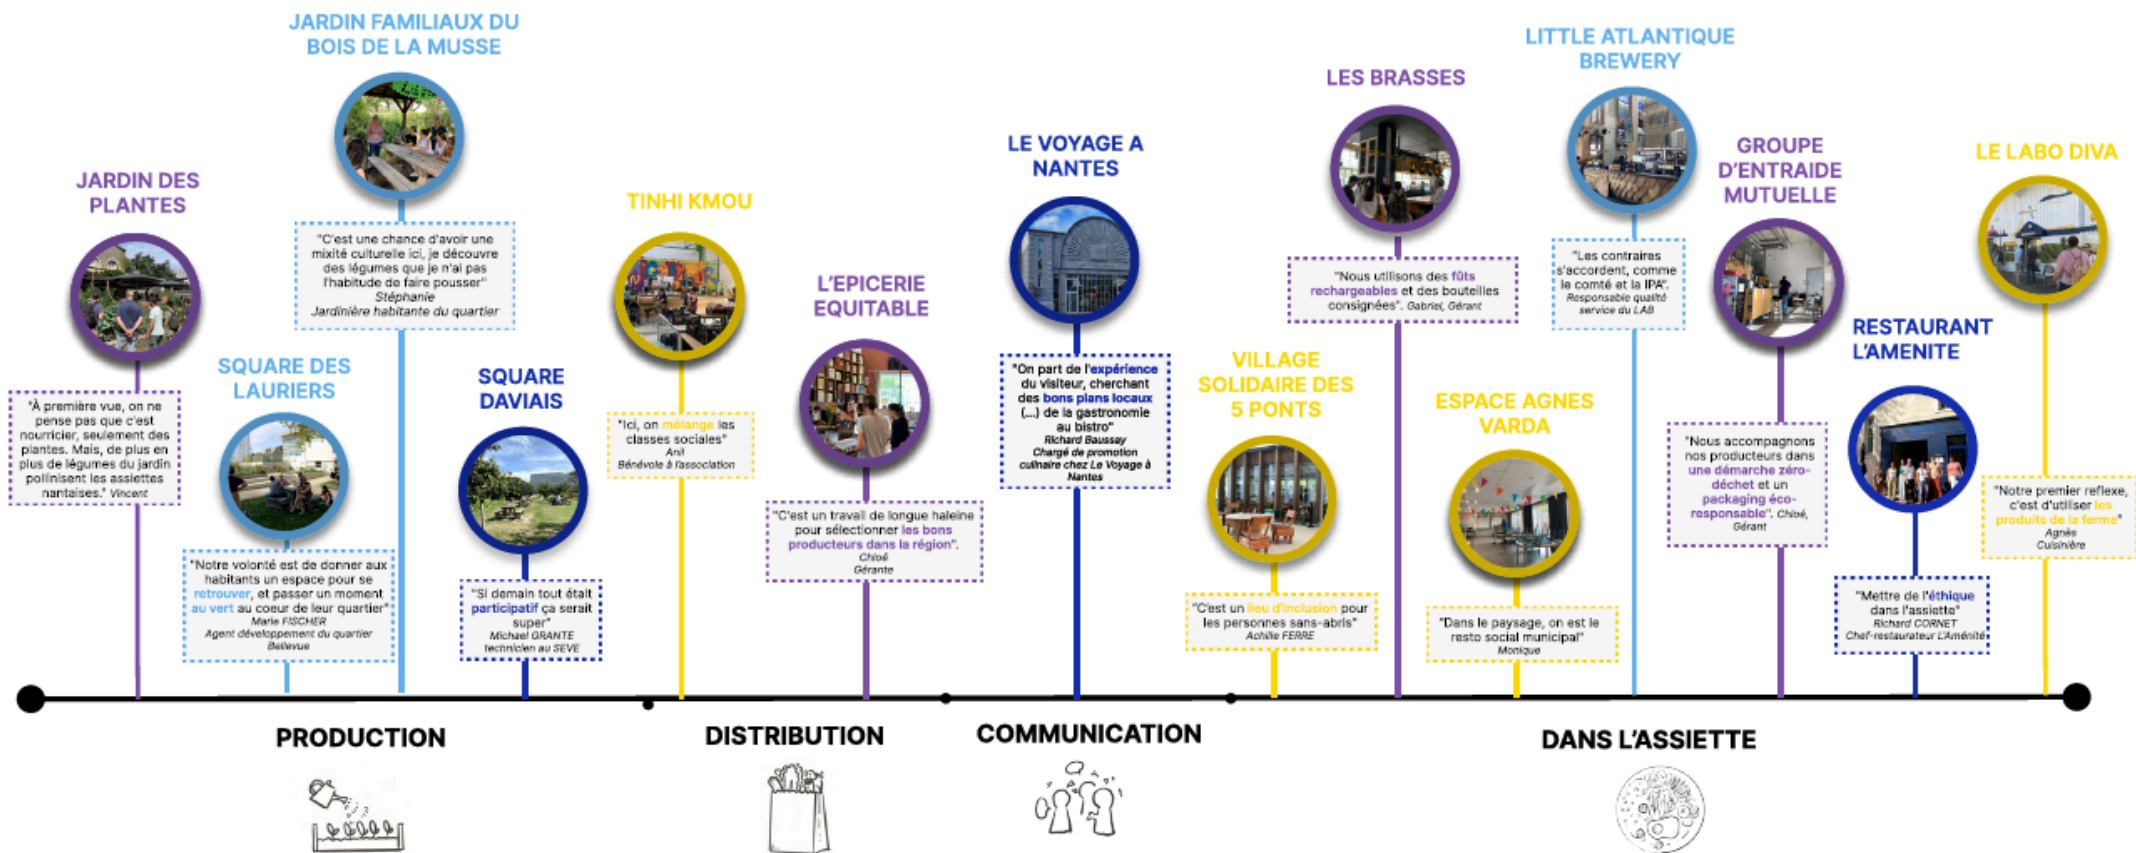 JARDIN DES
PLANTES
"À première vue, on ne
pense pas que c'est
nourricier, seulement des
plantes. Mais, de plus en
plus de légumes du jardin
pollinisent les assiettes
nantaises." Vincent
SQUARE DES
LAURIERS
"Notre volonté est de donner aux
habitants un espace pour se
retrouver, et passer un moment
au vert au coeur de leur quartier"
Marie FISCHER
Agent développement du quartier
Bellevue
JARDIN FAMILIAUX DU
BOIS DE LA MUSSE
"C'est une chance d'avoir une
mixité culturelle ici, je découvre
des légumes que je n'ai pas
l'habitude de faire pousser"
Stéphanie
Jardinière habitante du quartier
SQUARE
DAVIAIS
"Si demain tout était
participatif ça serait
super"
Michael GRANTE
technicien au SEVE
TINHI KMOU
"Ici, on mélange les
classes sociales"
Anil
Bénévole à l'association
L'EPICERIE
EQUITABLE
"C'est un travail de longue haleine
pour sélectionner les bons
producteurs dans la région".
Chloé
Gérante
LE VOYAGE A
NANTES
"On part de l'expérience
du visiteur, cherchant
des bons plans locaux
(...) de la gastronomie
au bistro"
Richard Baussay
Chargé de promotion
culinaire chez Le Voyage à
Nantes
VILLAGE
SOLIDAIRE DES
5 PONTS
"C'est un lieu d'inclusion pour
les personnes sans-abris"
Achille FERRE
LES BRASSES
"Nous utilisons des fûts
rechargeables et des bouteilles
consignées". Gabriel, Gérant
ESPACE AGNES
VARDA
"Dans le paysage, on est le
resto social municipal"
Monique
LITTLE ATLANTIQUE
BREWERY
"Les contraires
s'accordent, comme
le comté et la IPA".
Responsable qualité
service du LAB
GROUPE
D'ENTRAIDE
MUTUELLE
"Nous accompagnons
nos producteurs dans
une démarche zéro-
déchet et un
packaging éco-
responsable". Chloé,
Gérant
RESTAURANT
L'AMENITE
"Mettre de l'éthique
dans l'assiette"
Richard CORNET
Chef-restaurateur L'Aménité
LE LABO DIVA
"Notre premier reflexe,
c'est d'utiliser les
produits de la ferme"
Agnès
Cuisinière
PRODUCTION
DISTRIBUTION
COMMUNICATION
DANS L'ASSIETTE